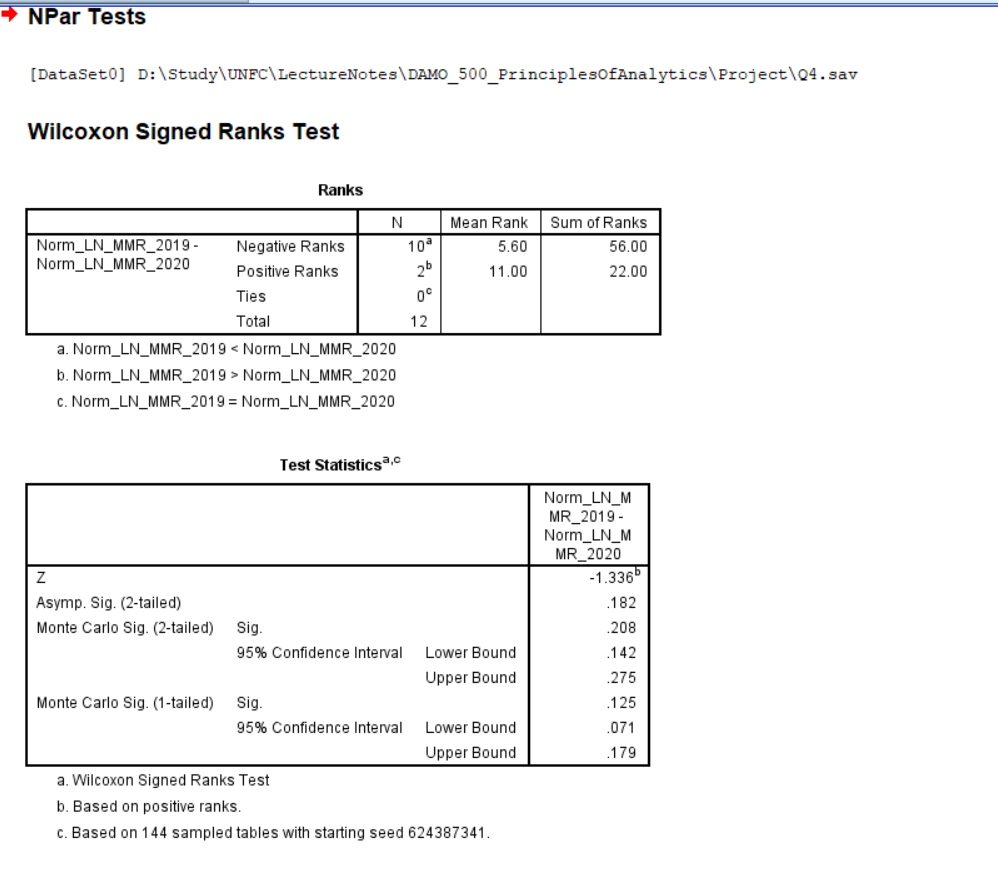 NPar Tests
[DataSet0] D:\Study\UNFC\LectureNotes\DAMO_500_PrinciplesOfAnalytics\Project\Q4.sav
Wilcoxon Signed Ranks Test
Ranks
N Mean Rank Sum of Ranks
Norm_LN_MMR_2019 - Norm_LN_MMR_2020 Negative Ranks 10a 5.60 56.00
Positive Ranks 2b 11.00 22.00
Ties 0c
Total 12
a. Norm_LN_MMR_2019 < Norm_LN_MMR_2020
b. Norm_LN_MMR_2019 > Norm_LN_MMR_2020
c. Norm_LN_MMR_2019 = Norm_LN_MMR_2020
Test Statisticsa,c
Norm_LN_M
MR_2019 -
Norm_LN_M
MR_2020
Z -1.336b
Asymp. Sig. (2-tailed) .182
Monte Carlo Sig. (2-tailed) Sig. .208
95% Confidence Interval Lower Bound .142
Upper Bound .275
Monte Carlo Sig. (1-tailed) Sig. .125
95% Confidence Interval Lower Bound .071
Upper Bound .179
a. Wilcoxon Signed Ranks Test
b. Based on positive ranks.
c. Based on 144 sampled tables with starting seed 624387341.